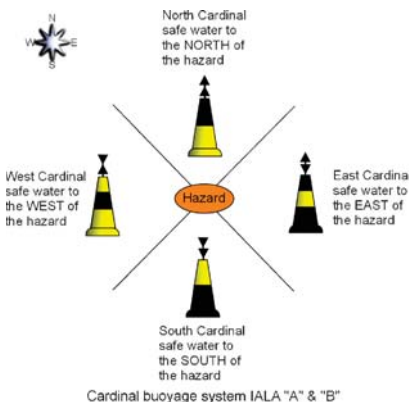 N
W E
S
North Cardinal
safe water to
the NORTH of
the hazard
West Cardinal
safe water to
the WEST of
the hazard
Hazard
East Cardinal
safe water to
the EAST of
the hazard
South Cardinal
safe water to
the SOUTH of
the hazard
Cardinal buoyage system IALA "A" & "B"